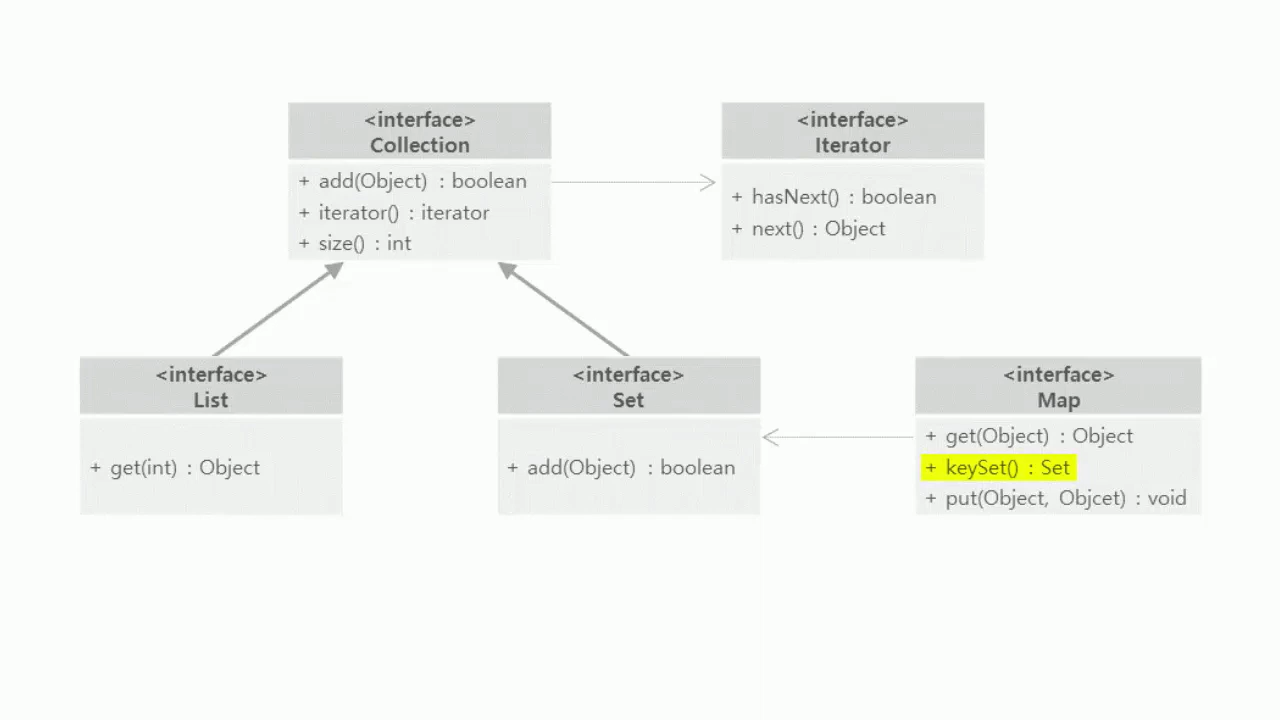 <interface>
Collection
+ add(Object) : boolean
+ iterator() : iterator
+ size() : int
<interface>
Iterator
+ hasNext() : boolean
+ next() : Object
<interface>
List
+ get(int) : Object
<interface>
Set
+ add(Object) : boolean
<interface>
Map
+ get(Object) : Object
+ keySet() : Set
+ put(Object, Objcet) : void